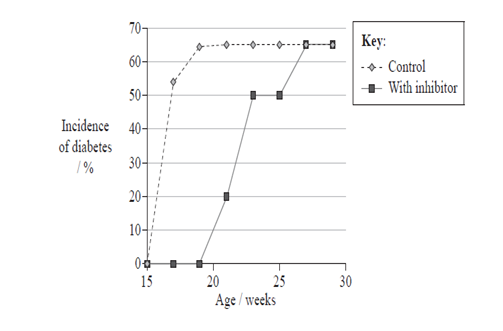 70
60
50
40
30
20
10
0
Incidence
of diabetes
/ %
15
20
25
30
Age / weeks
Key:
Control
With inhibitor